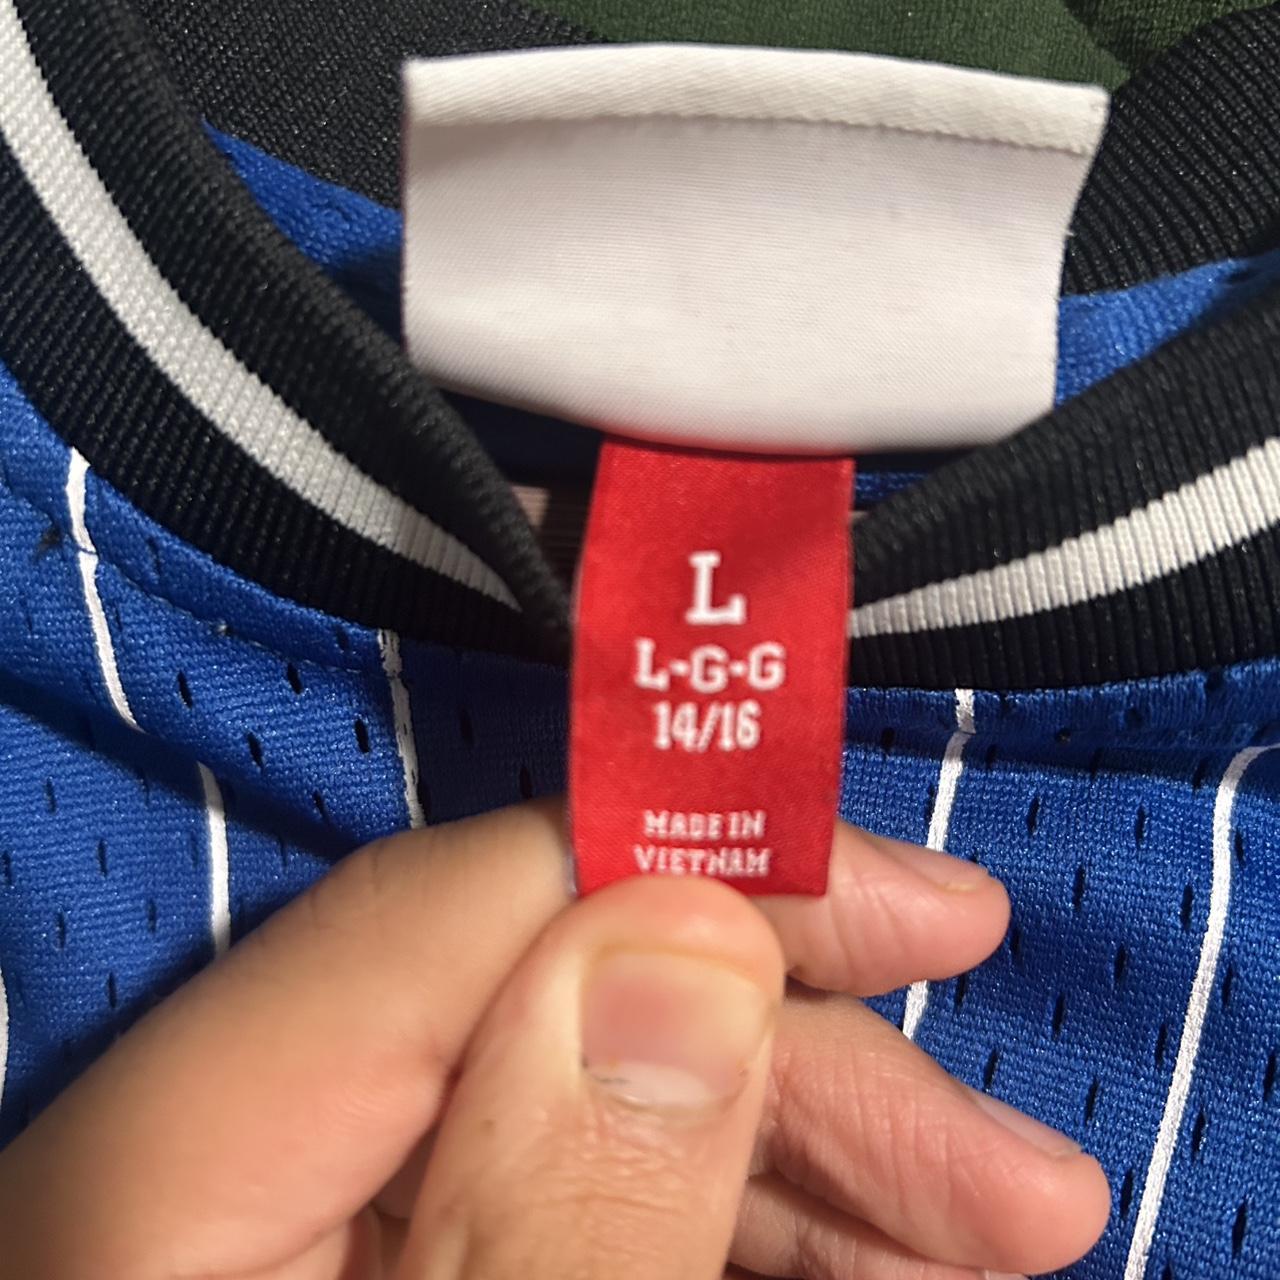 L
L-G-G
14/16
MADE IN
VIETNAM